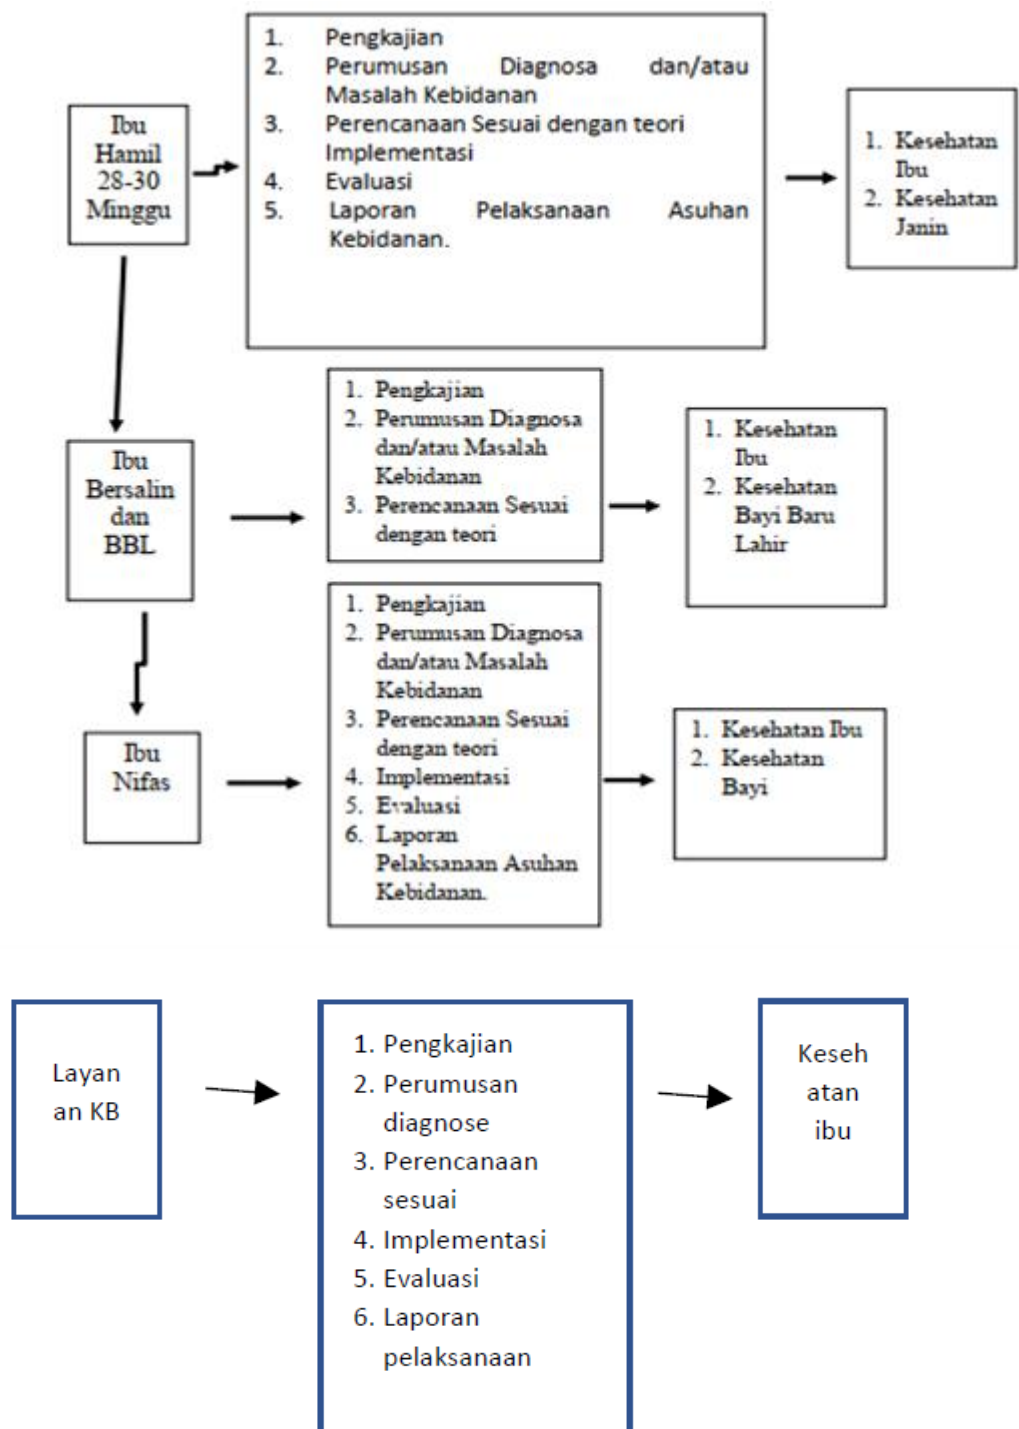 Ibu
Hamil
28-30
Minggu
1. Pengkajian
2. Perumusan Diagnosa dan/atau
Masalah Kebidanan
3. Perencanaan Sesuai dengan teori
Implementasi
4. Evaluasi
5. Laporan Pelaksanaan Asuhan
Kebidanan.
1. Kesehatan
Ibu
2. Kesehatan
Janin
Ibu
Bersalin
dan
BBL
1. Pengkajian
2. Perumusan Diagnosa
dan/atau Masalah
Kebidanan
3. Perencanaan Sesuai
dengan teori
1. Kesehatan
Ibu
2. Kesehatan
Bayi Baru
Lahir
Ibu
Nifas
1. Pengkajian
2. Perumusan Diagnosa
dan/atau Masalah
Kebidanan
3. Perencanaan Sesuai
dengan teori
4. Implementasi
5. Evaluasi
6. Laporan
Pelaksanaan Asuhan
Kebidanan.
1. Kesehatan Ibu
2. Kesehatan
Bayi
Layan
an KB
1. Pengkajian
2. Perumusan
diagnose
3. Perencanaan
sesuai
4. Implementasi
5. Evaluasi
6. Laporan
pelaksanaan
Keseh
atan
ibu